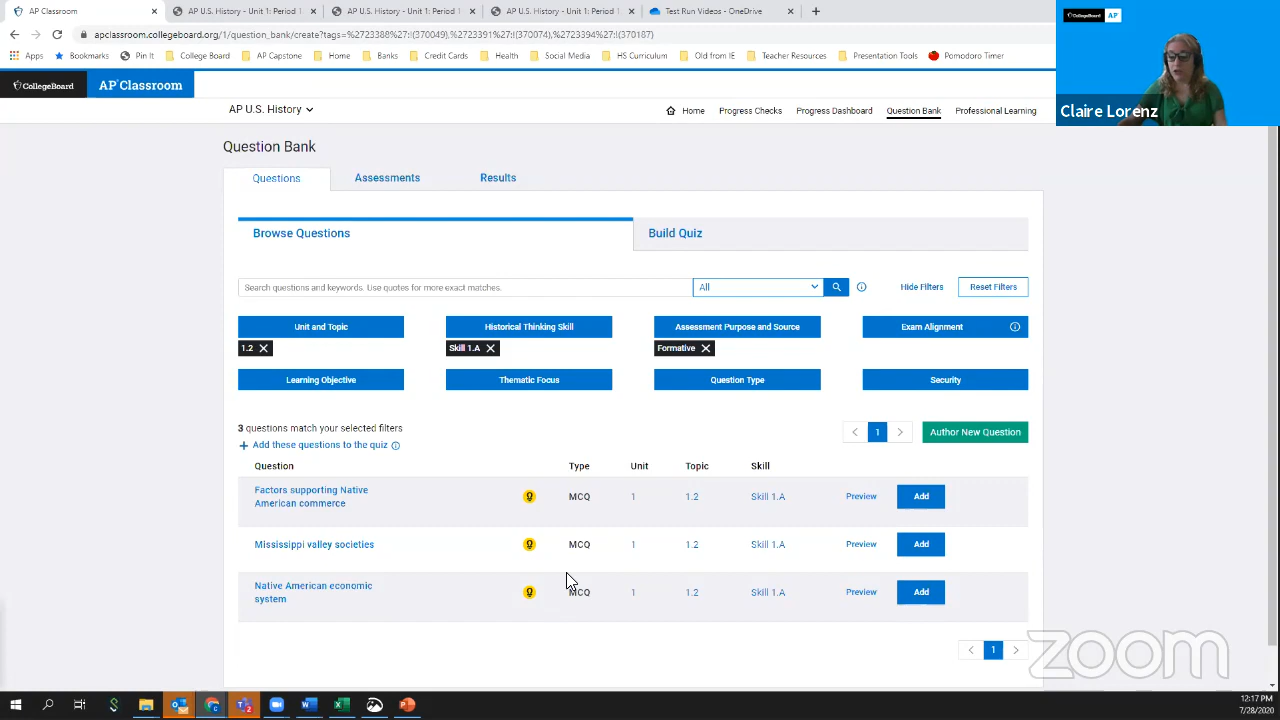 AP Classroom
AP U.S. History - Unit 1: Period 1
AP U.S. History - Unit 1: Period 1
AP U.S. History - Unit 1: Period 1
Test Run Videos - OneDrive
apclassroom.collegeboard.org/1/question_bank/create?tags=%22%22:!(370049),%2523391%22:!(370074),%2523394%22:!(370187)
Apps
Bookmarks
Pin It
College Board
AP Capstone
Home
Banks
Credit Cards
Health
Social Media
HS Curriculum
Old from IE
Teacher Resources
Presentation Tools
Pomodoro Timer
CollegeBoard AP
Claire Lorenz
CollegeBoard
AP Classroom
AP U.S. History
Home
Progress Checks
Progress Dashboard
Question Bank
Professional Learning
Question Bank
Questions
Assessments
Results
Browse Questions
Build Quiz
Search questions and keywords. Use quotes for more exact matches.
All
Hide Filters
Reset Filters
Unit and Topic
Historical Thinking Skill
Assessment Purpose and Source
Exam Alignment
1.2
Skill 1.A
Formative
Learning Objective
Thematic Focus
Question Type
Security
3 questions match your selected filters
1
Author New Question
+ Add these questions to the quiz
Question
Type
Unit
Topic
Skill
Factors supporting Native
American commerce
MCQ
1
1.2
Skill 1.A
Preview
Add
Mississippi valley societies
MCQ
1
1.2
Skill 1.A
Preview
Add
Native American economic
system
MCQ
1
1.2
Skill 1.A
Preview
Add
1
zoom
12:17 PM
7/28/2020